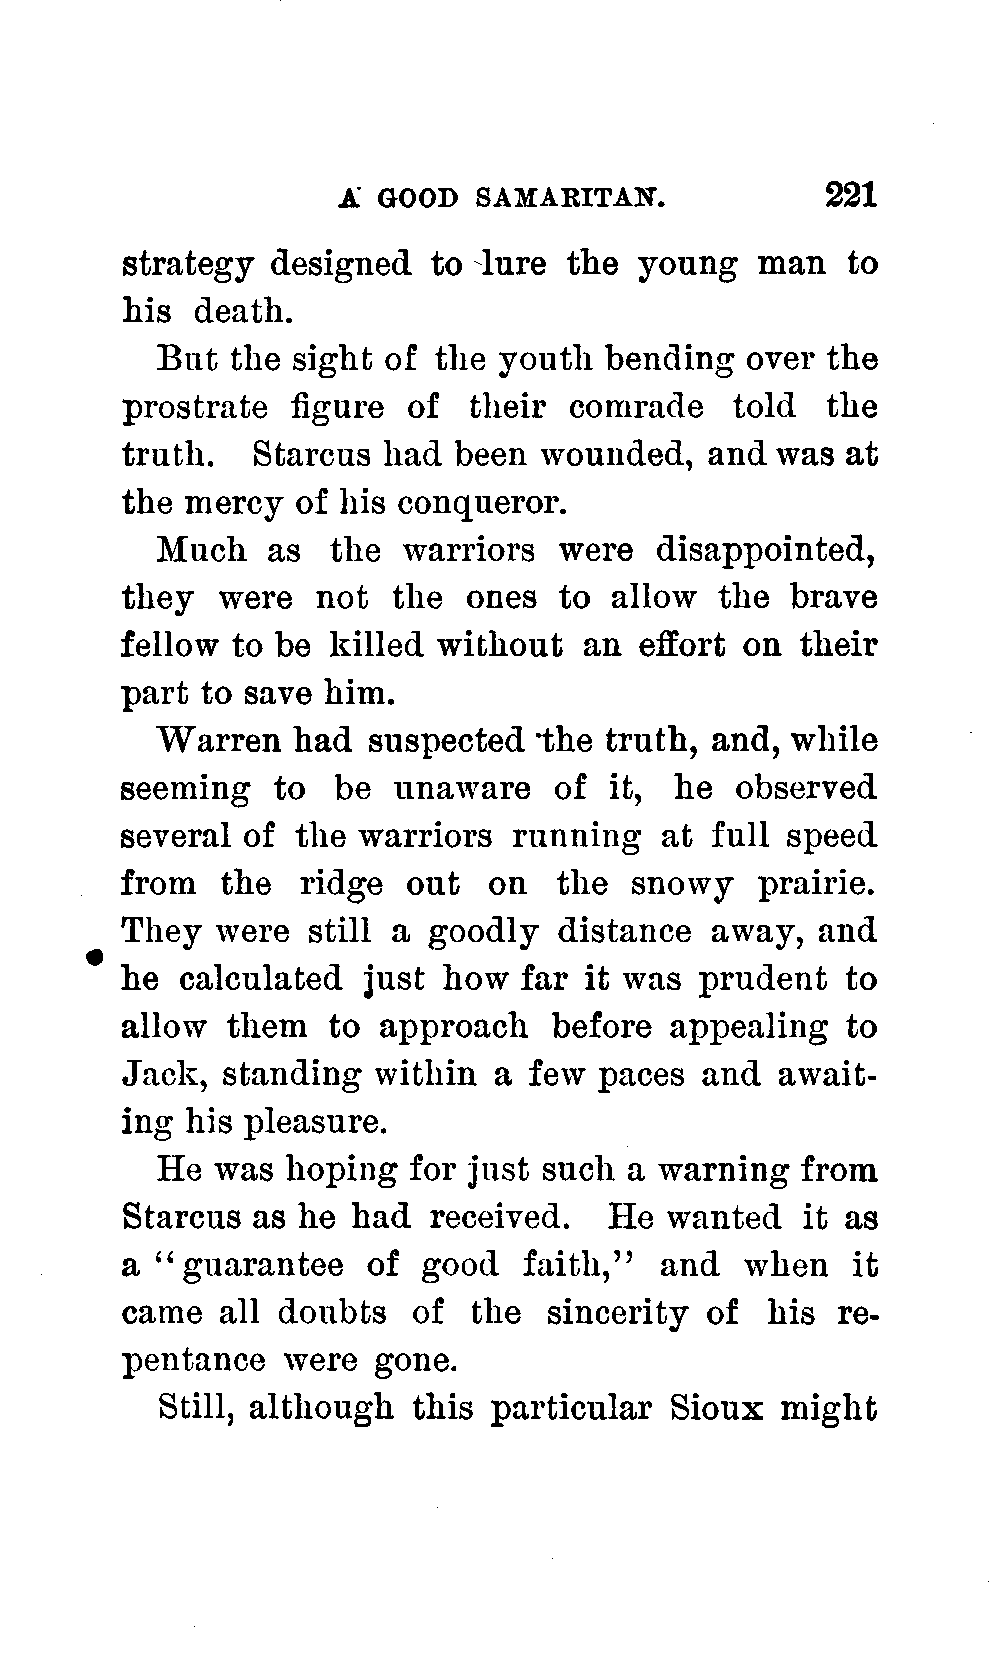 A GOOD SAMARITAN. 221
strategy designed to lure the young man to
his death.
But the sight of the youth bending over the
prostrate figure of their comrade told the
truth. Starcus had been wounded, and was at
the mercy of his conqueror.
Much as the warriors were disappointed,
they were not the ones to allow the brave
fellow to be killed without an effort on their
part to save him.
Warren had suspected the truth, and, while
seeming to be unaware of it, he observed
several of the warriors running at full speed
from the ridge out on the snowy prairie.
They were still a goodly distance away, and
he calculated just how far it was prudent to
allow them to approach before appealing to
Jack, standing within a few paces and await-
ing his pleasure.
He was hoping for just such a warning from
Starcus as he had received. He wanted it as
a “guarantee of good faith,” and when it
came all doubts of the sincerity of his re-
pentance were gone.
Still, although this particular Sioux might